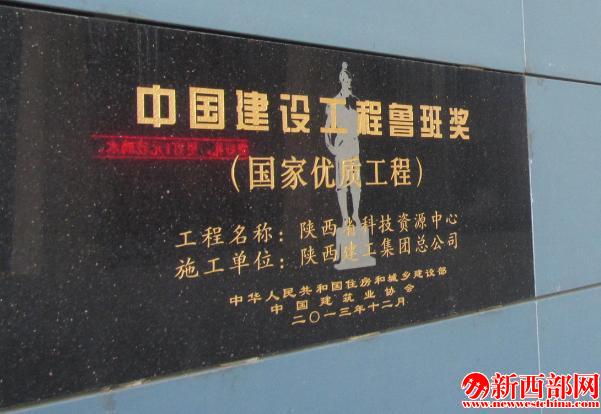 中国建设工程鲁班奖
(国家优质工程)
工程名称：陕西省科技资源中心
施工单位：陕西建工集团总公司
中华人民共和国住房和城乡建设部
中国建筑业协会
二〇一三年十二月
新西部网
www.newwestchina.com